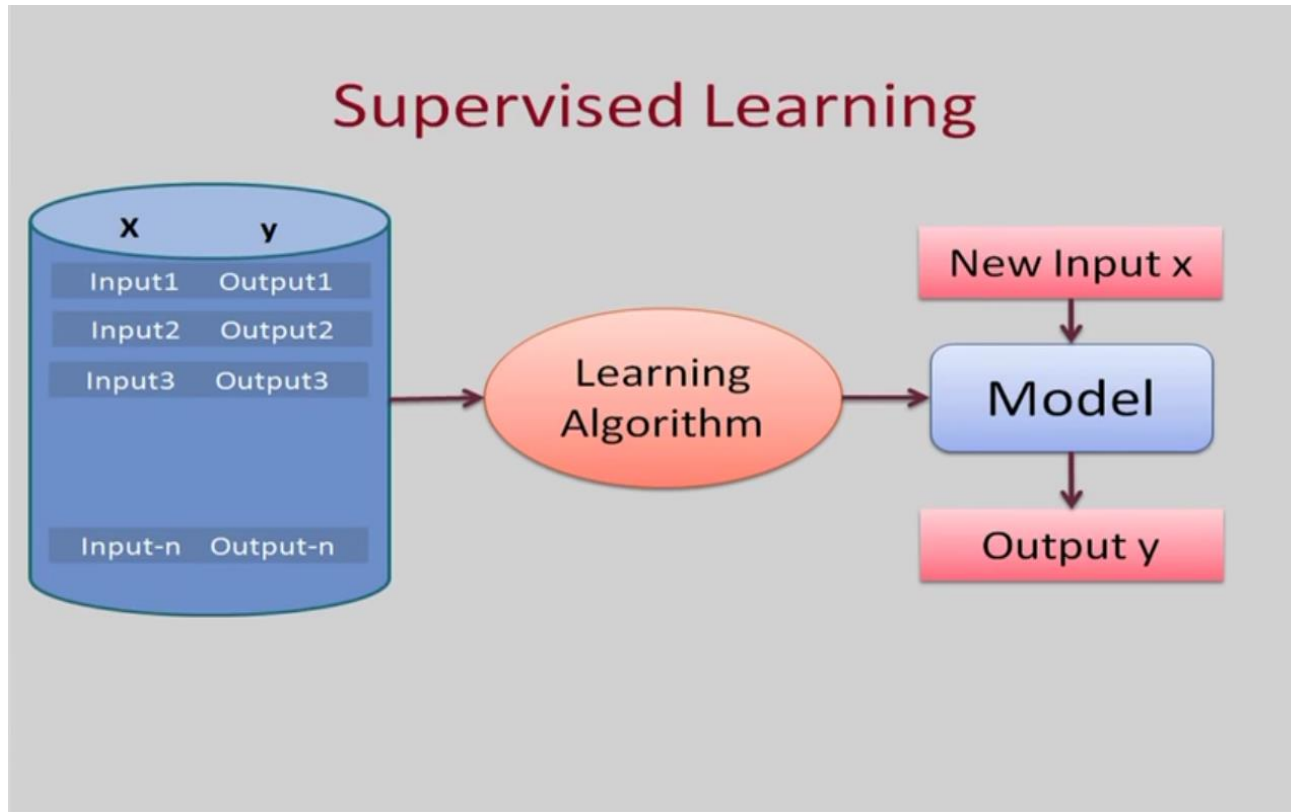 Supervised Learning
X y
Input1 Output1
Input2 Output2
Input3 Output3
Input-n Output-n
Learning
Algorithm
New Input x
Model
Output y